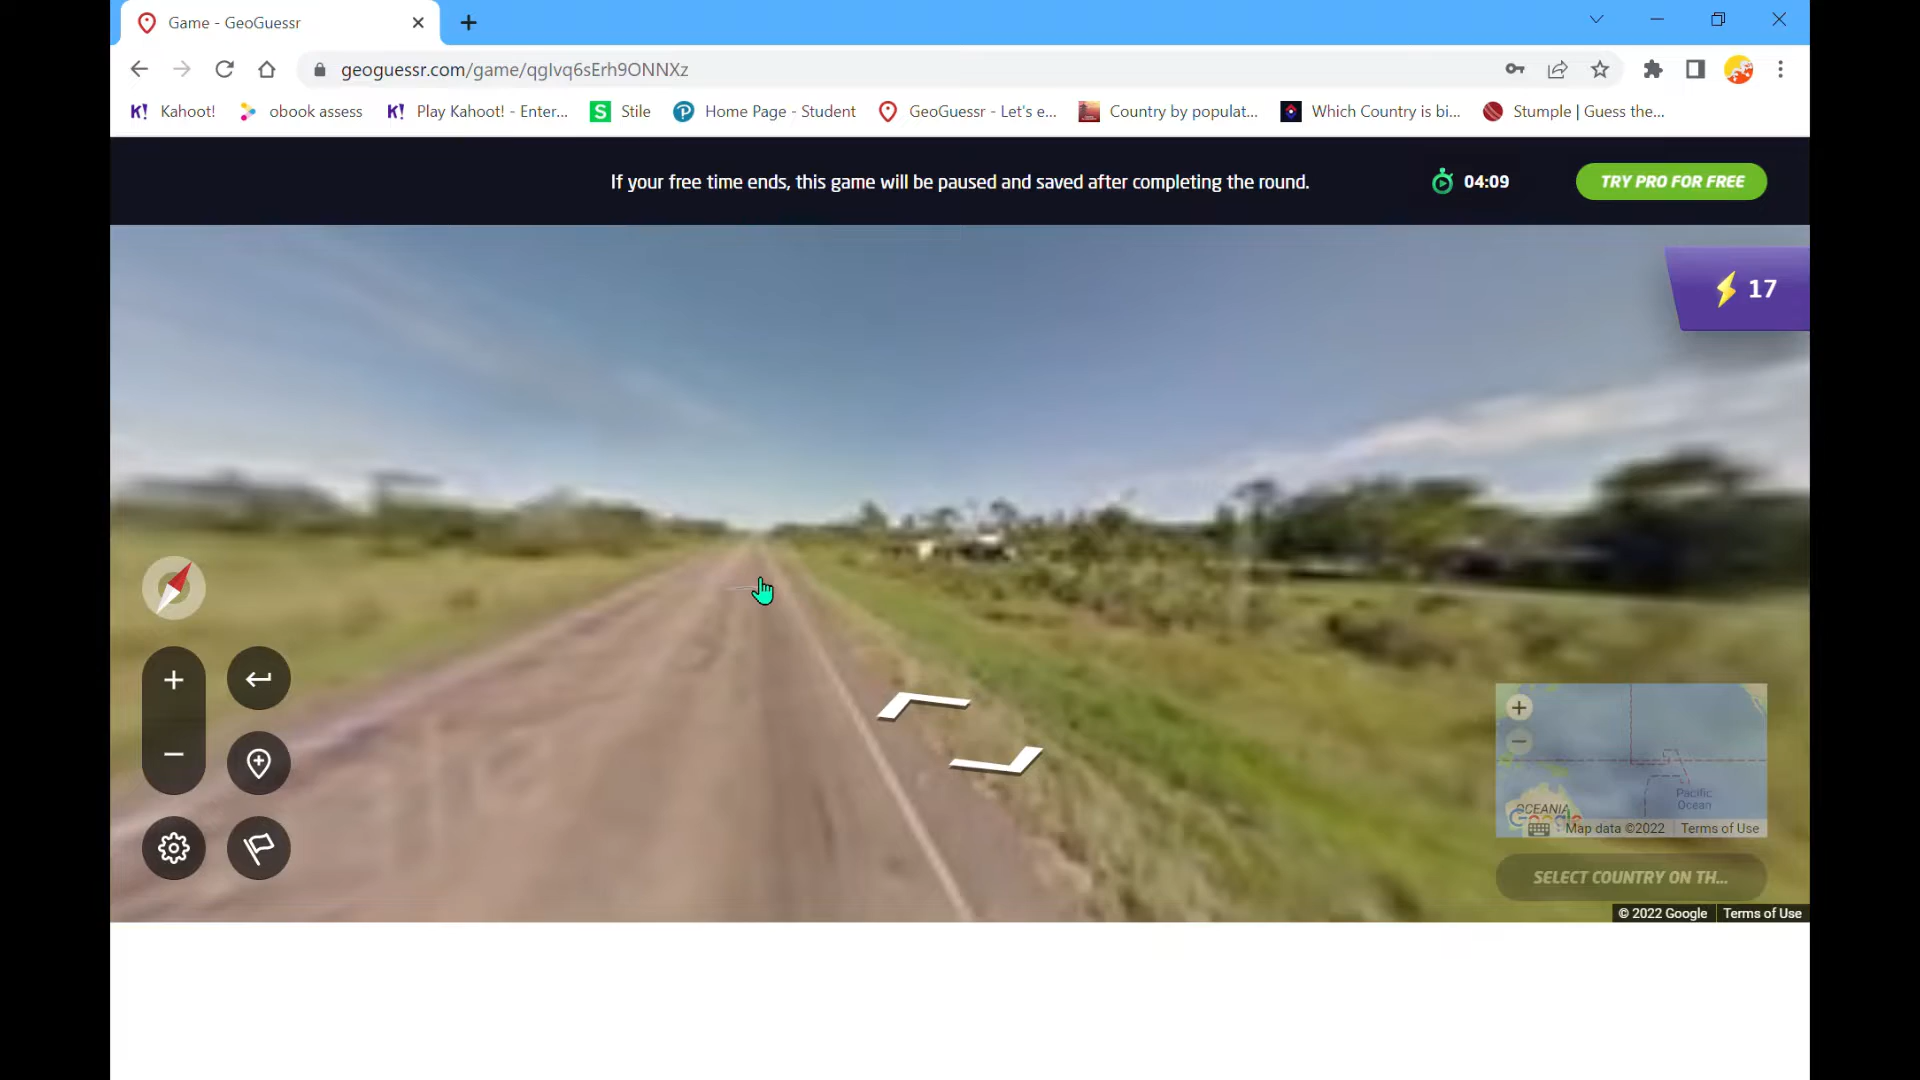 Game - GeoGuessr
geoguessr.com/game/qgIvq6sErh9ONNXz
K! Kahoot!
obook assess
K! Play Kahoot! - Enter...
S Stile
P Home Page - Student
GeoGuessr - Let's e...
Country by populat...
Which Country is bi...
Stumple | Guess the...
If your free time ends, this game will be paused and saved after completing the round.
04:09
TRY PRO FOR FREE
17
Pacific
Ocean
OCEANIA
Google
Map data ©2022
Terms of Use
SELECT COUNTRY ON TH...
© 2022 Google
Terms of Use